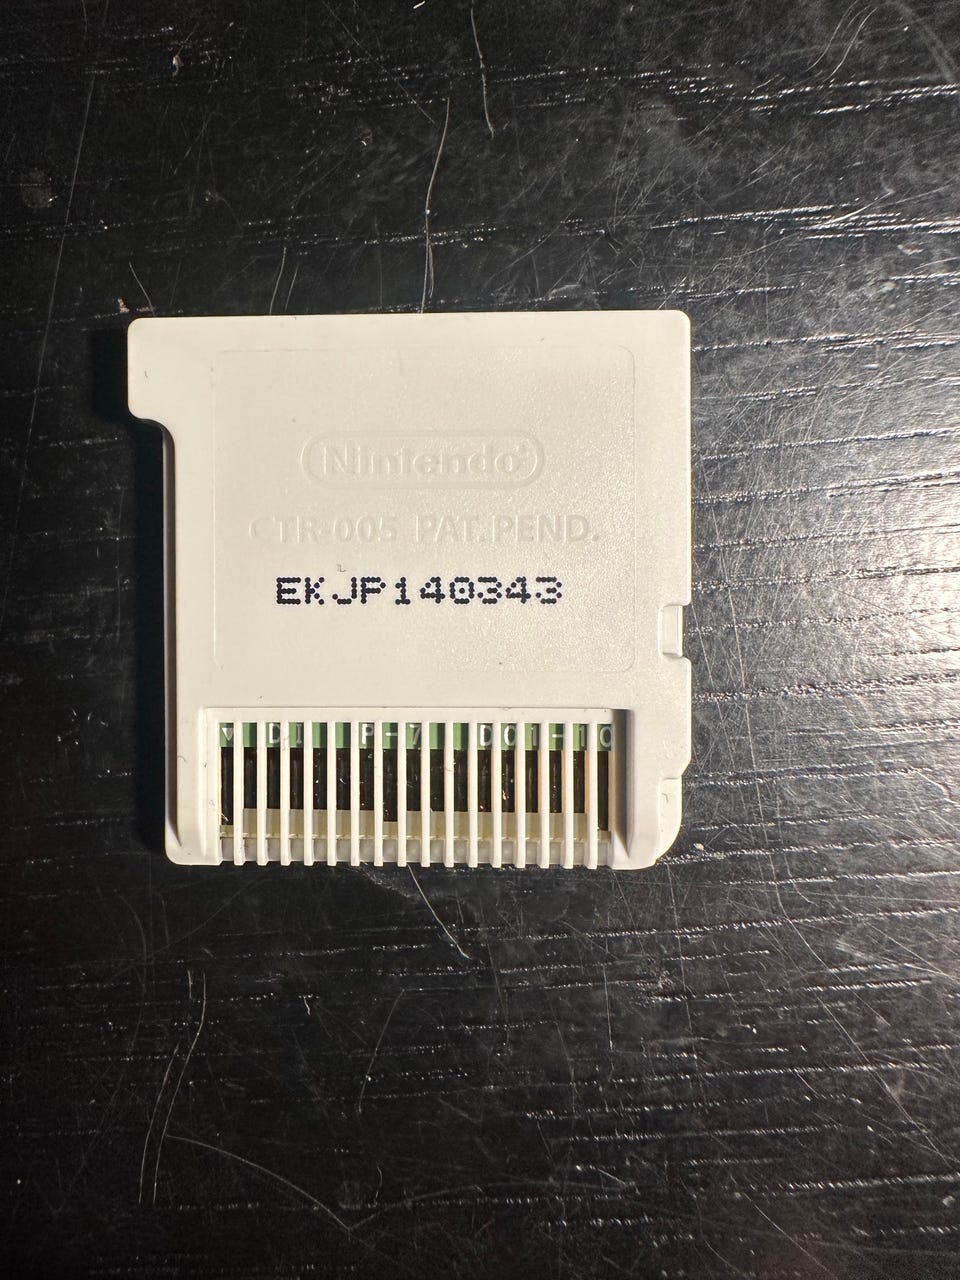 Nintendo®
CTR-005 PAT.PEND.
EKJP140343